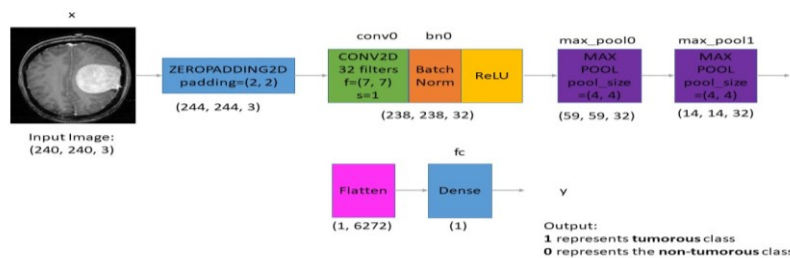 x
Input Image:
(240, 240, 3)
ZEROPADDING2D
padding=(2, 2)
(244, 244, 3)
conv0
bn0
CONV2D
32 filters
f=(7, 7)
s=1
Batch
Norm
ReLU
(238, 238, 32)
max_pool0
MAX
POOL
pool_size
=(4, 4)
(59, 59, 32)
max_pool1
MAX
POOL
pool_size
=(4, 4)
(14, 14, 32)
Flatten
(1, 6272)
fc
Dense
(1)
y
Output:
1 represents tumorous class
0 represents the non-tumorous class